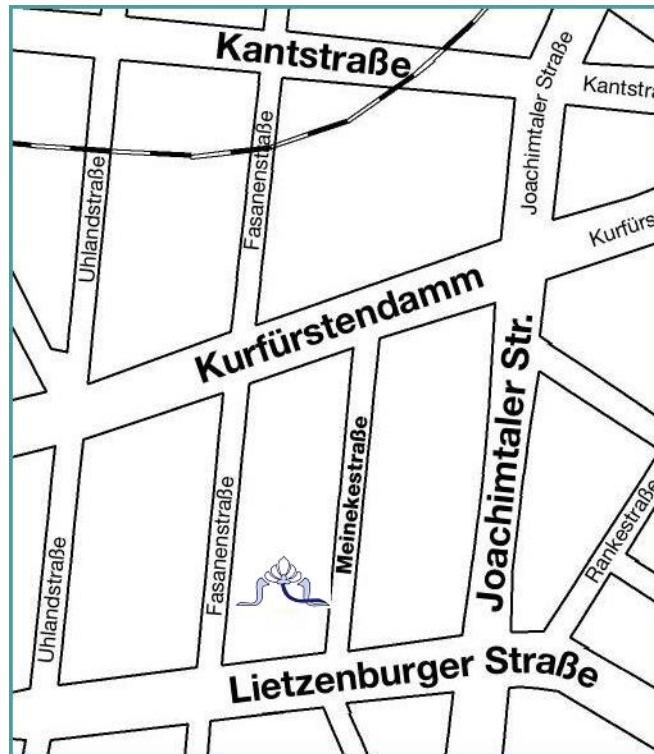 Kantstraße
Joachimtaler Straße
Kantstra
Uhlandstraße
Fasanenstraße
Kurfürs
Kurfürstendamm
Joachimtaler Str.
Meinekestraße
Fasanenstraße
Uhlandstraße
Rankestraße
Lietzenburger Straße